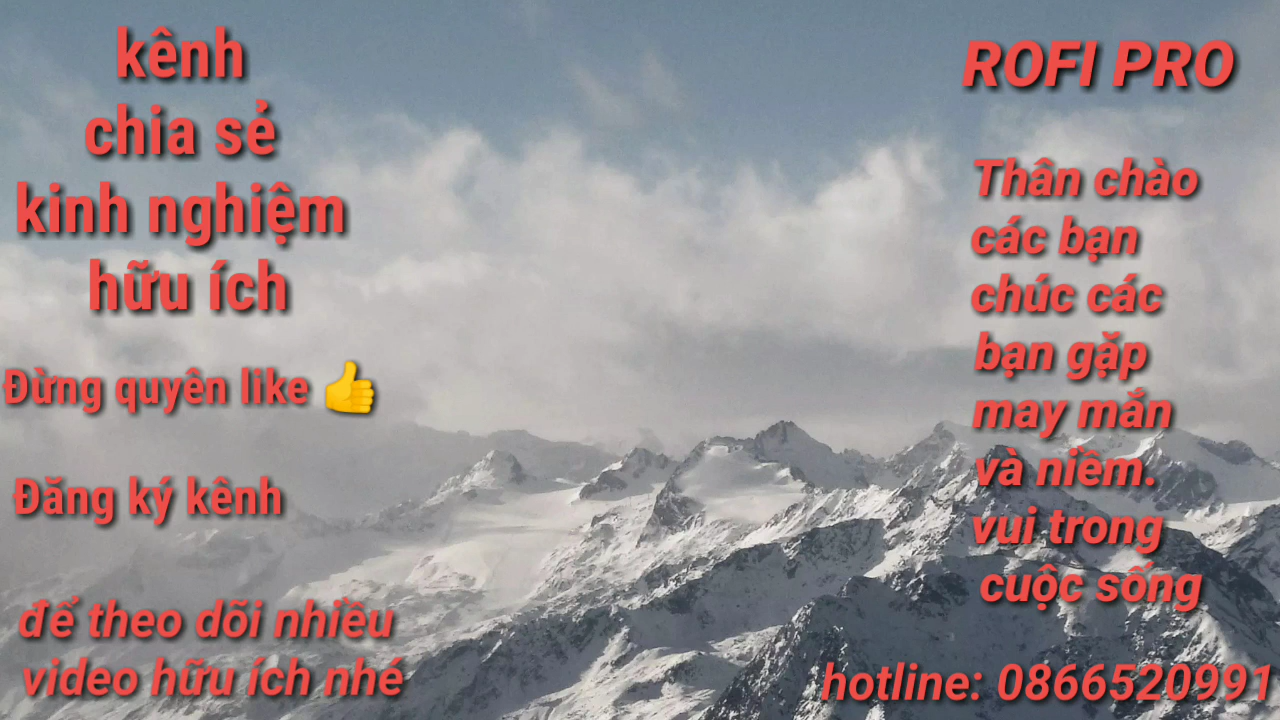 kênh
chia sẻ
kinh nghiệm
hữu ích
Đừng quyên like 👍
Đăng ký kênh
để theo dõi nhiều
video hữu ích nhé
ROFI PRO
Thân chào
các bạn
chúc các
bạn gặp
may mắn
và niềm.
vui trong
cuộc sống
hotline: 0866520991